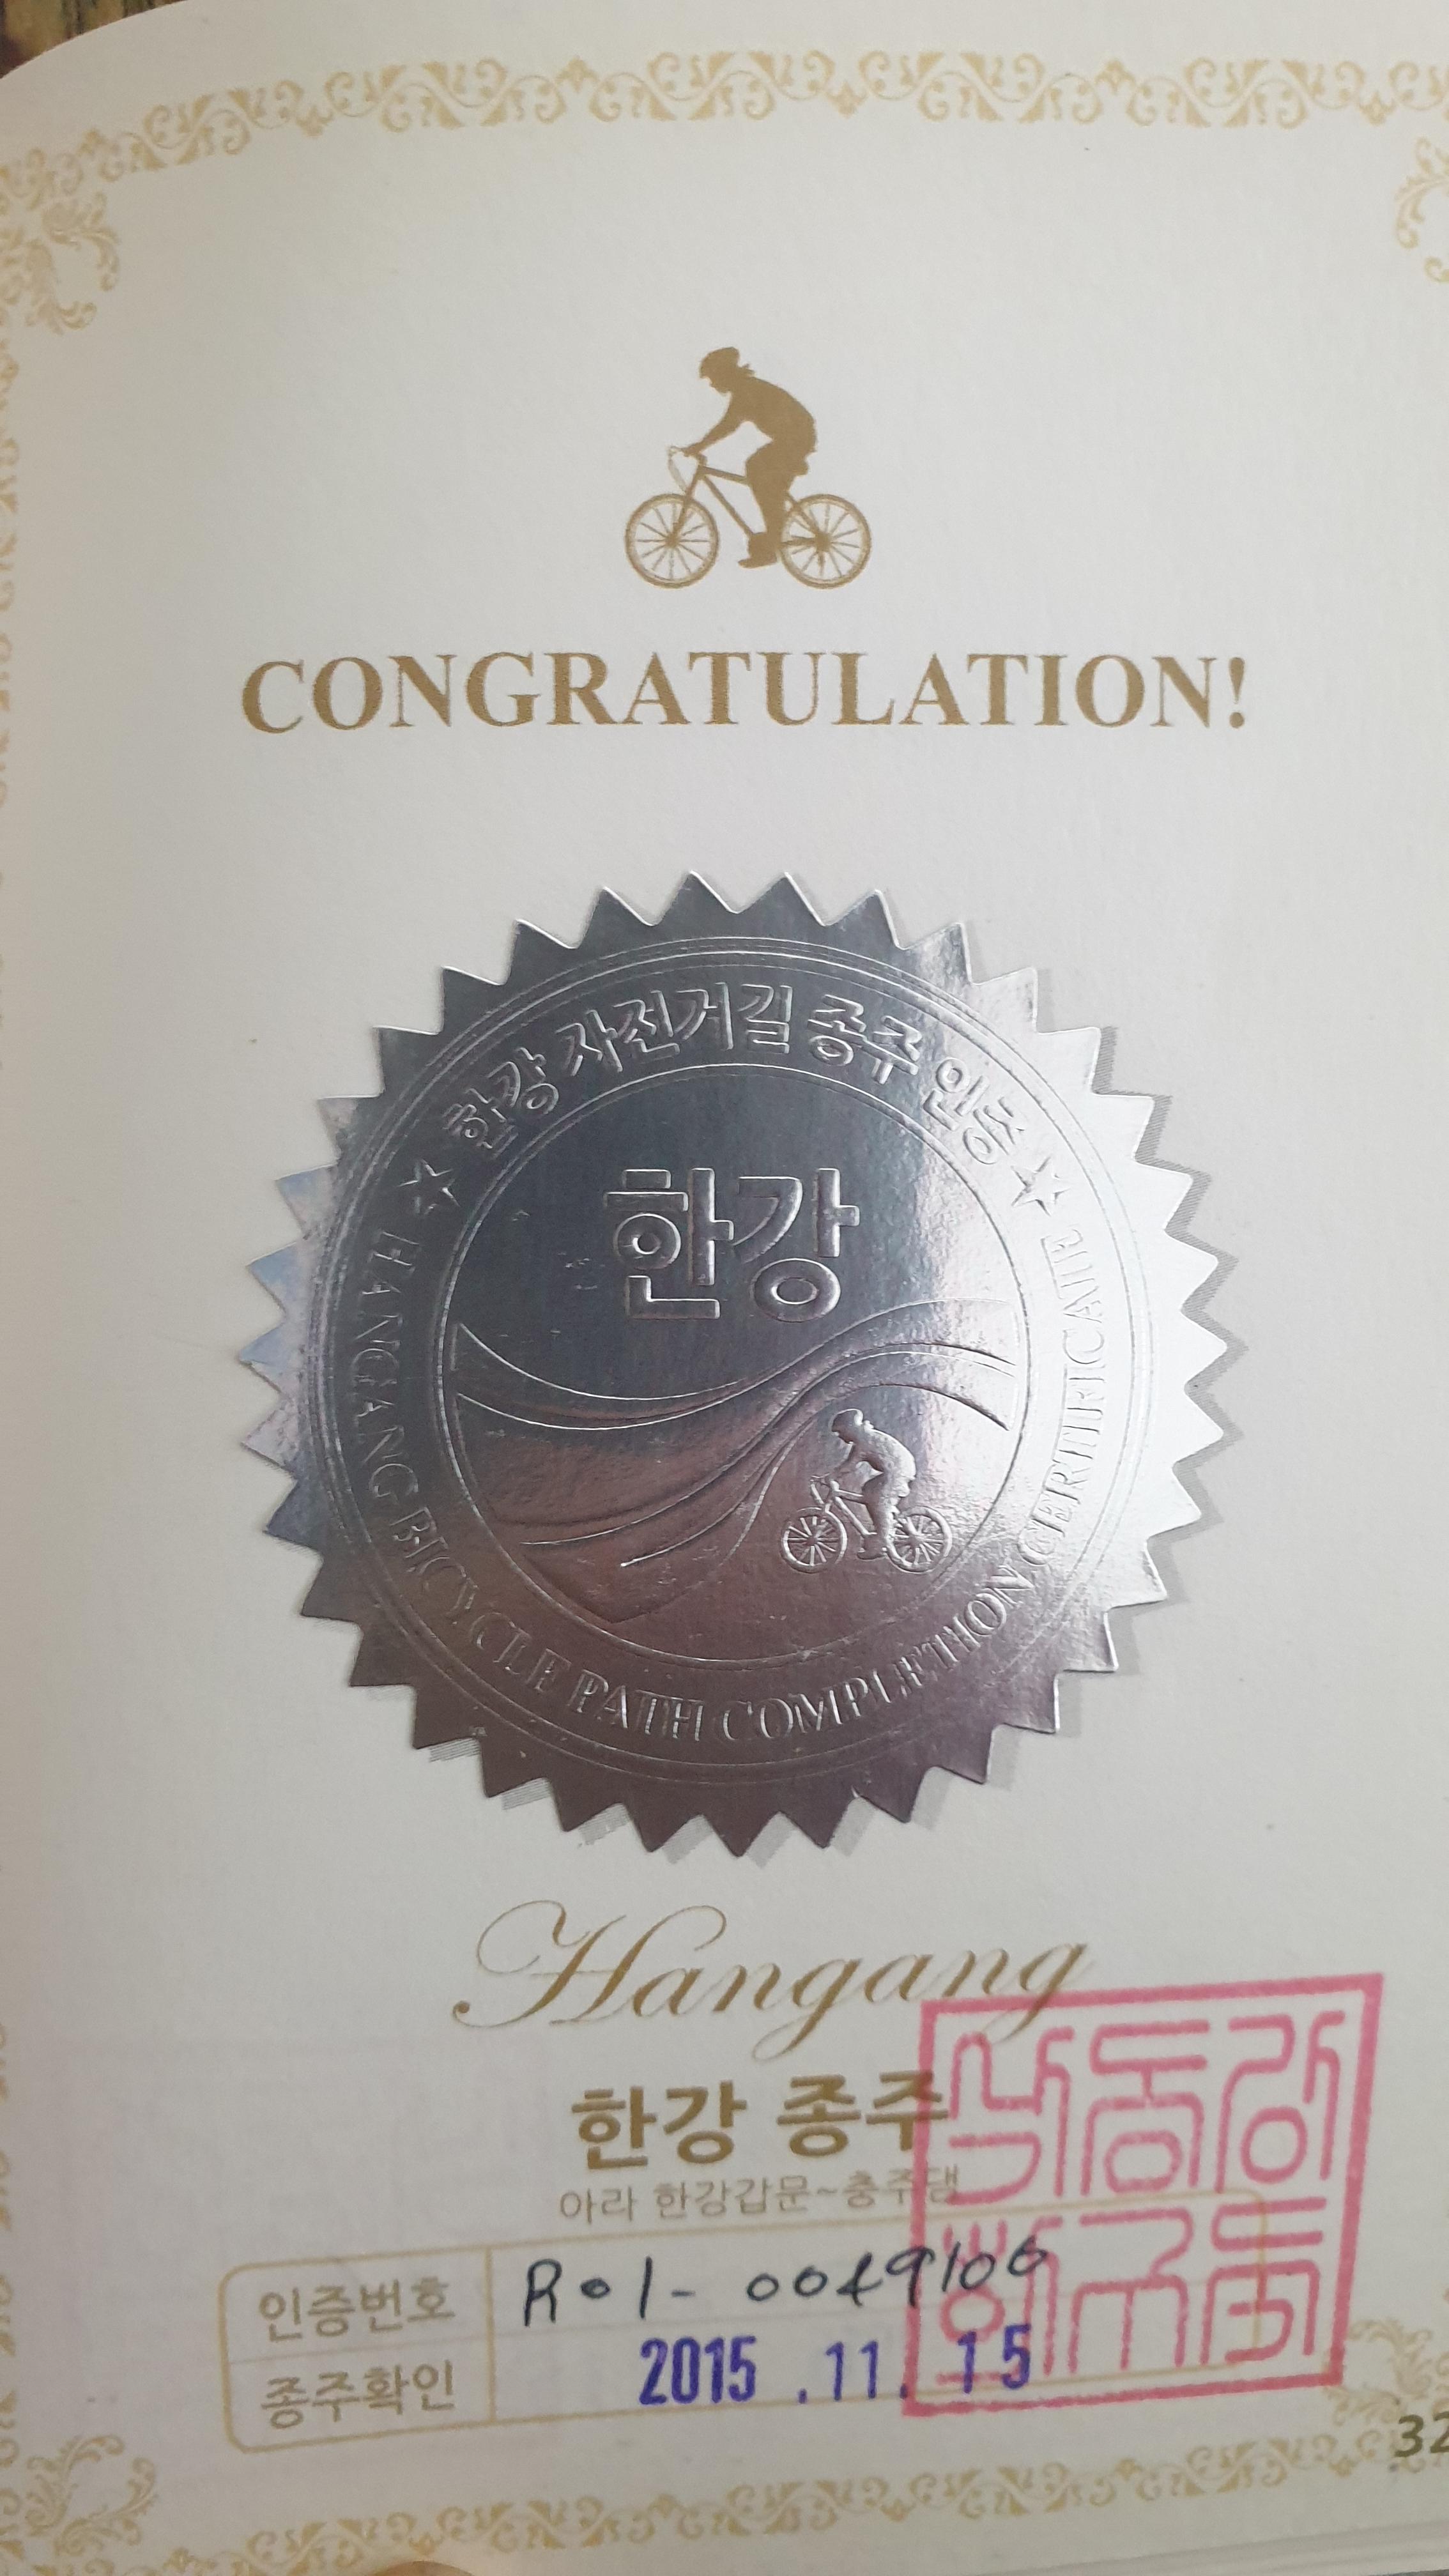 CONGRATULATION!
한강 자전거길 종주 인증
한강
HANGANG BICYCLE PATH COMPLETHON CERTIFICATE
Hangang
한강 종주
아라 한강갑문~충주댐
인증번호 R01-0049106
종주확인 2015.11.15
32